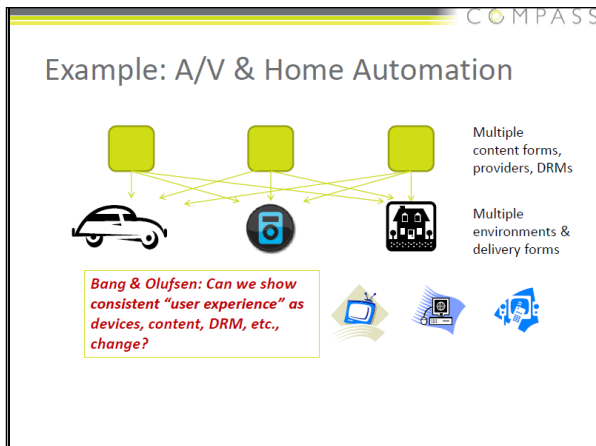 COMPASS
Example: A/V & Home Automation
Multiple
content forms,
providers, DRMs
Multiple
environments &
delivery forms
Bang & Olufsen: Can we show
consistent “user experience” as
devices, content, DRM, etc.,
change?